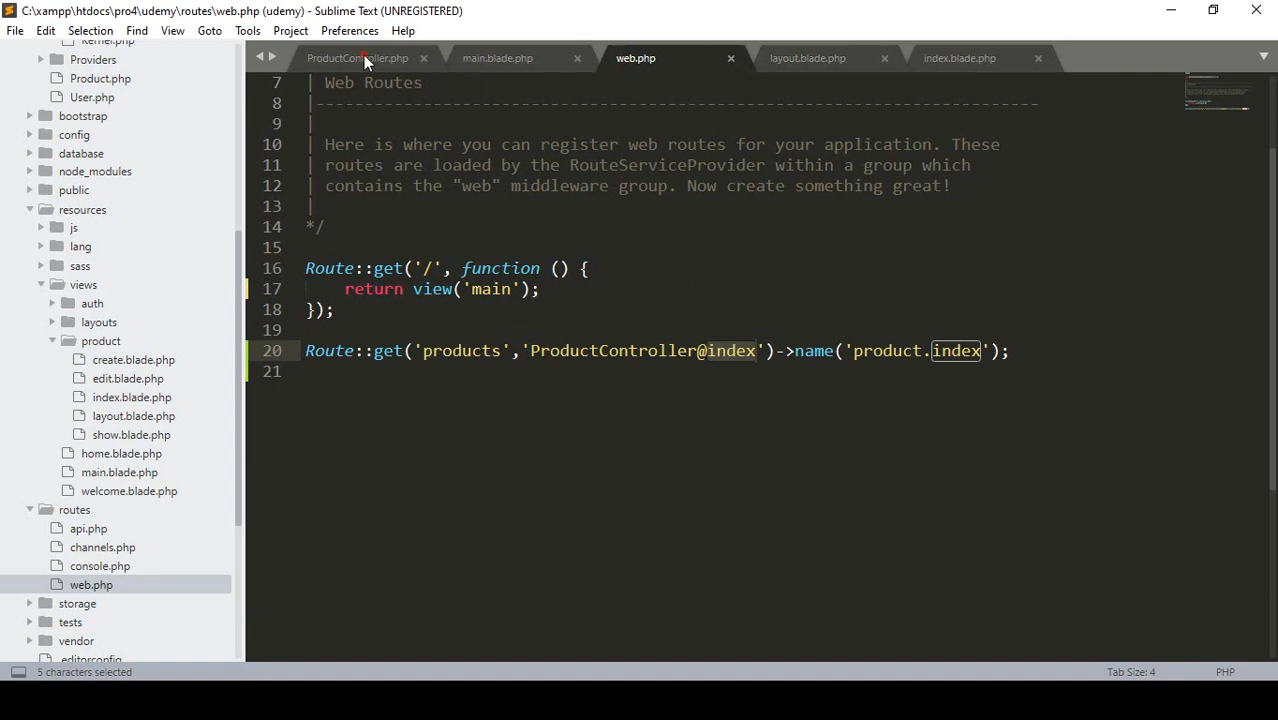 C:\xampp\htdocs\pro4\udemy\routes\web.php (udemy) - Sublime Text (UNREGISTERED)
File Edit Selection Find View Goto Tools Project Preferences Help
Kernel.php
Providers
Product.php
User.php
bootstrap
config
database
node_modules
public
resources
js
lang
sass
views
auth
layouts
product
create.blade.php
edit.blade.php
index.blade.php
layout.blade.php
show.blade.php
home.blade.php
main.blade.php
welcome.blade.php
routes
api.php
channels.php
console.php
web.php
storage
tests
vendor
.editorconfig
ProductController.php main.blade.php web.php layout.blade.php index.blade.php
7 | Web Routes
8 |--------------------------------------------------------------------------
9 |
10 | Here is where you can register web routes for your application. These
11 | routes are loaded by the RouteServiceProvider within a group which
12 | contains the "web" middleware group. Now create something great!
13 |
14 */
15
16 Route::get('/', function () {
17     return view('main');
18 });
19
20 Route::get('products','ProductController@index')->name('product.index');
21
5 characters selected Tab Size: 4 PHP